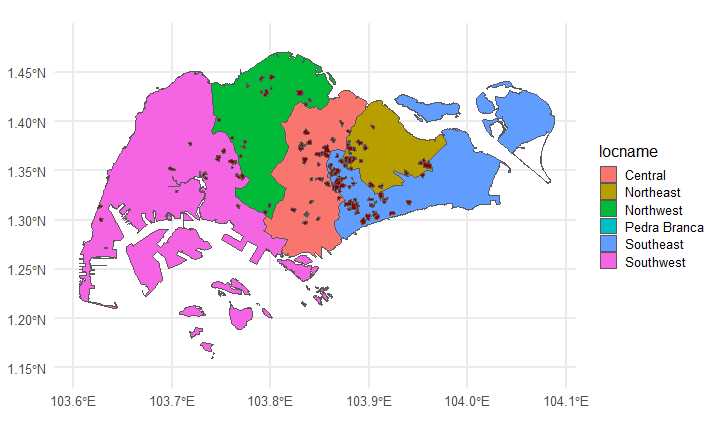 1.45°N
1.40°N
1.35°N
1.30°N
1.25°N
1.20°N
1.15°N
103.6°E 103.7°E 103.8°E 103.9°E 104.0°E 104.1°E
locname
Central
Northeast
Northwest
Pedra Branca
Southeast
Southwest